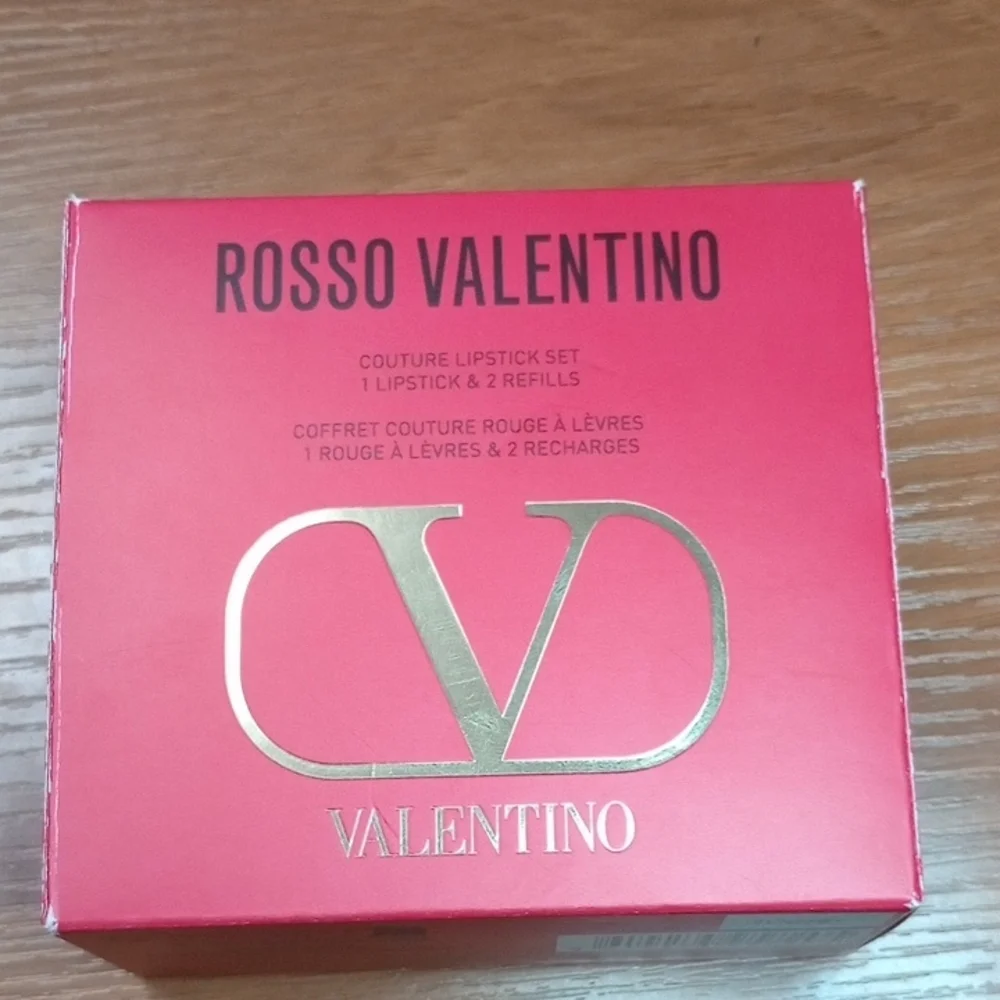 ROSSO VALENTINO
COUTURE LIPSTICK SET
1 LIPSTICK & 2 REFILLS
COFFRET COUTURE ROUGE À LÈVRES
1 ROUGE À LÈVRES & 2 RECHARGES
VALENTINO